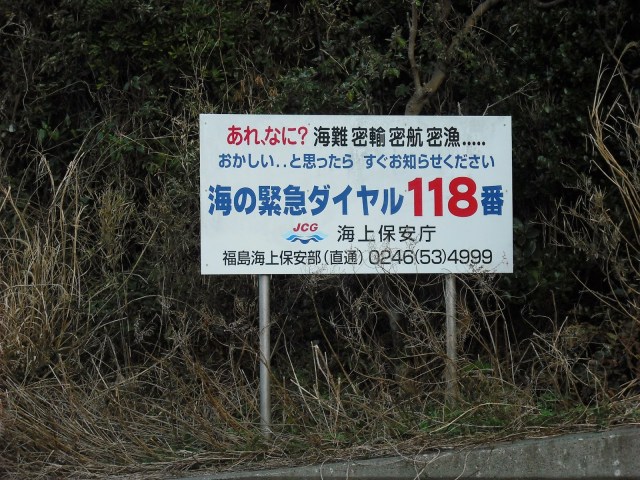 あれ、なに? 海難 密輸 密航 密漁.....
おかしい..と思ったら すぐお知らせください
海の緊急ダイヤル118番
JCG 海上保安庁
福島海上保安部(直通) 0246(53)4999